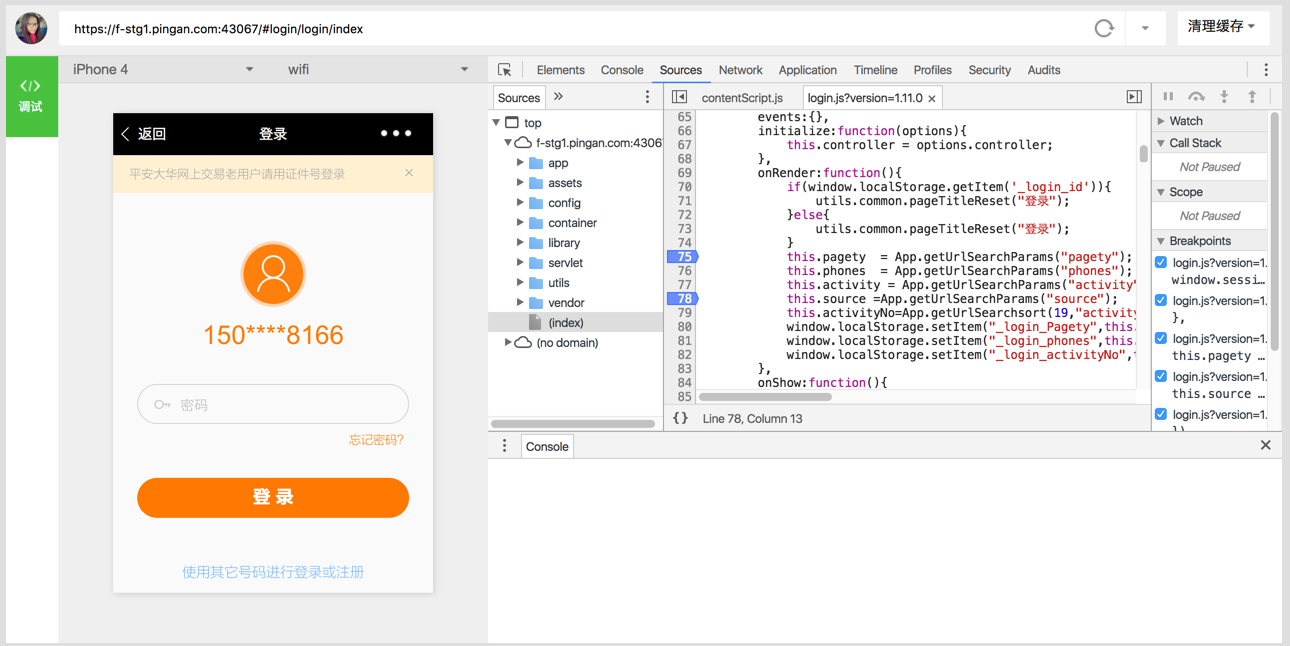 https://f-stg1.pingan.com:43067/#login/login/index
清理缓存
调试
iPhone 4
wifi
返回
登录
平安大华网上交易老用户请用证件号登录
×
150****8166
密码
忘记密码?
登 录
使用其它号码进行登录或注册
Elements Console Sources Network Application Timeline Profiles Security Audits
Sources
top
f-stg1.pingan.com:4306
app
assets
config
container
library
servlet
utils
vendor
(index)
(no domain)
contentScript.js login.js?version=1.11.0 ×
65 events:{},
66 initialize:function(options){
67 this.controller = options.controller;
68 },
69 onRender:function(){
70 if(window.localStorage.getItem('_login_id')){
71 utils.common.pageTitleReset("登录");
72 }else{
73 utils.common.pageTitleReset("登录");
74 }
75 this.pagety = App.getUrlSearchParams("pagety");
76 this.phones = App.getUrlSearchParams("phones");
77 this.activity = App.getUrlSearchParams("activity"
78 this.source =App.getUrlSearchParams("source");
79 this.activityNo=App.getUrlSearchsort(19,"activity
80 window.localStorage.setItem("_login_Pagety",this.
81 window.localStorage.setItem("_login_phones",this.
82 window.localStorage.setItem("_login_activityNo",
83 },
84 onShow:function(){
85
{} Line 78, Column 13
Watch
Call Stack
Not Paused
Scope
Not Paused
Breakpoints
login.js?version=1.
window.sessi…
login.js?version=1.
},
login.js?version=1.
this.pagety …
login.js?version=1.
this.source …
login.js?version=1.
Console
×